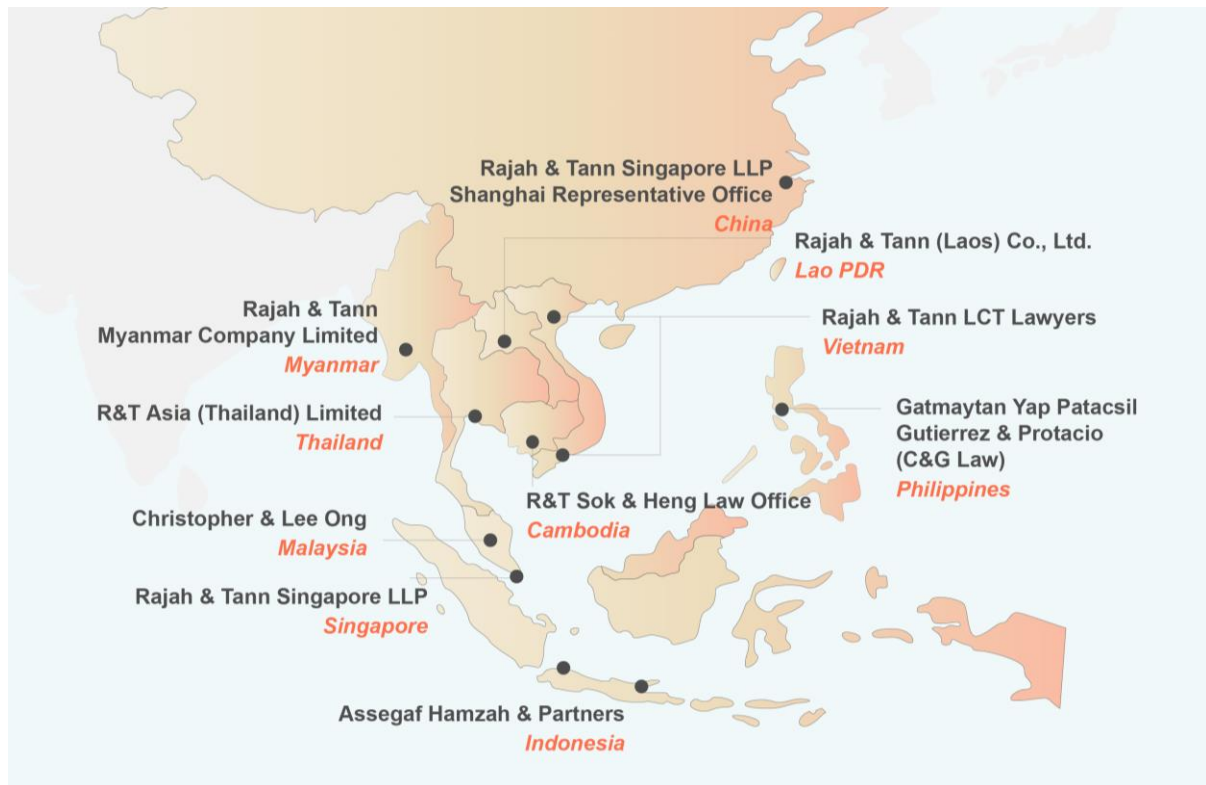 Rajah & Tann Singapore LLP
Shanghai Representative Office
China
Rajah & Tann (Laos) Co., Ltd.
Lao PDR
Rajah & Tann
Myanmar Company Limited
Myanmar
Rajah & Tann LCT Lawyers
Vietnam
R&T Asia (Thailand) Limited
Thailand
Gatmaytan Yap Patacsil
Gutierrez & Protacio
(C&G Law)
Philippines
R&T Sok & Heng Law Office
Cambodia
Christopher & Lee Ong
Malaysia
Rajah & Tann Singapore LLP
Singapore
Assegaf Hamzah & Partners
Indonesia